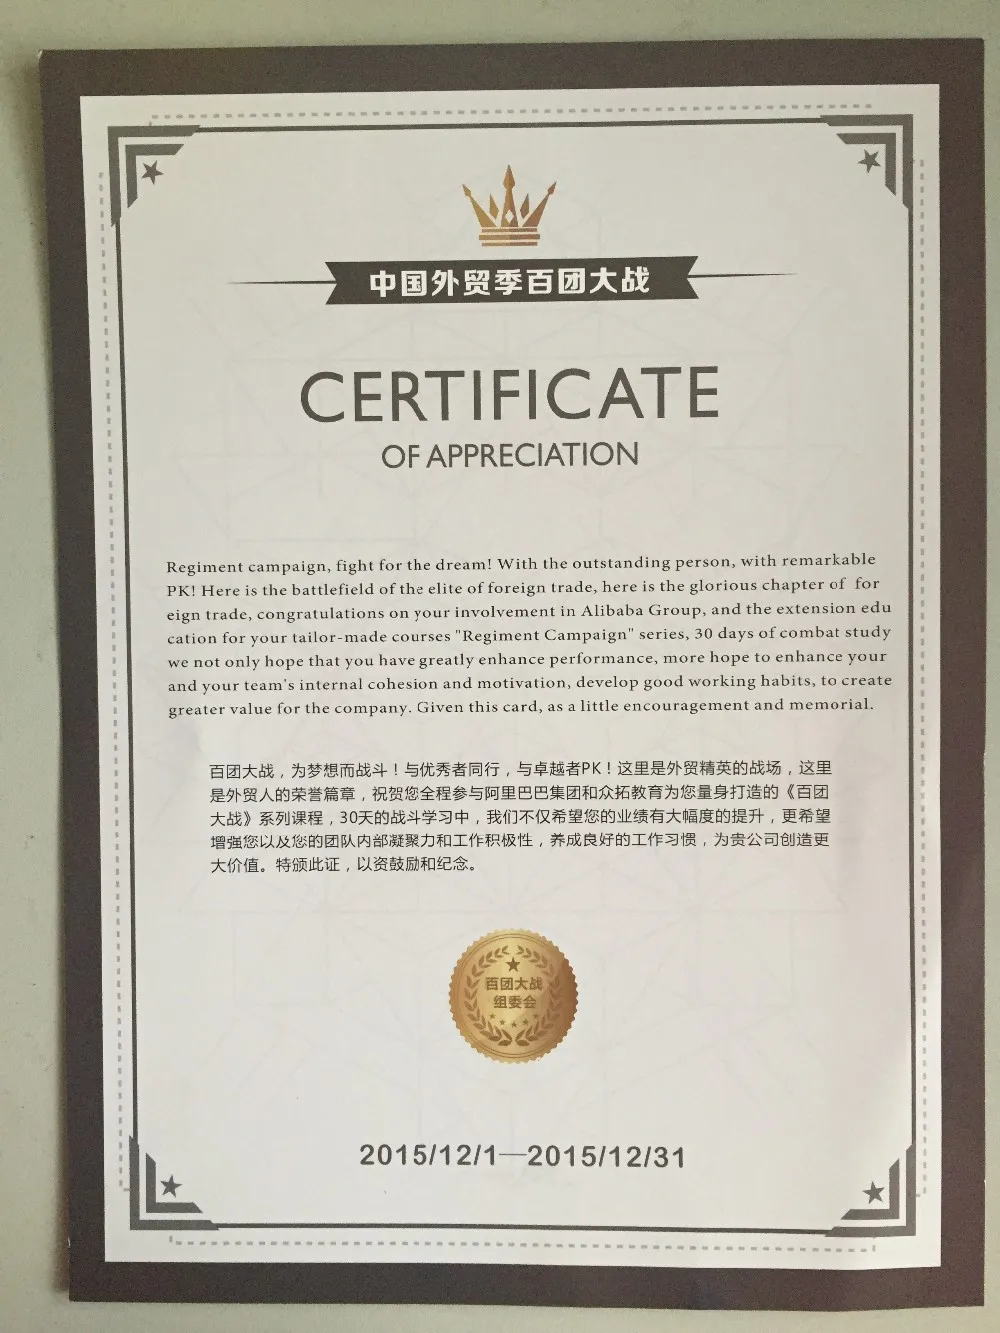 中国外贸季百团大战
CERTIFICATE
OF APPRECIATION
Regiment campaign, fight for the dream! With the outstanding person, with remarkable
PK! Here is the battlefield of the elite of foreign trade, here is the glorious chapter of for
eign trade, congratulations on your involvement in Alibaba Group, and the extension edu
cation for your tailor-made courses "Regiment Campaign" series, 30 days of combat study
we not only hope that you have greatly enhance performance, more hope to enhance your
and your team's internal cohesion and motivation, develop good working habits, to create
greater value for the company. Given this card, as a little encouragement and memorial.
百团大战，为梦想而战斗！与优秀者同行，与卓越者PK！这里是外贸精英的战场，这里
是外贸人的荣誉篇章，祝贺您全程参与阿里巴巴集团和众拓教育为您量身打造的《百团
大战》系列课程，30天的战斗学习中，我们不仅希望您的业绩有大幅度的提升，更希望
增强您以及您的团队内部凝聚力和工作积极性，养成良好的工作习惯，为贵公司创造更
大价值。特颁此证，以资鼓励和纪念。
百团大战
组委会
2015/12/1—2015/12/31